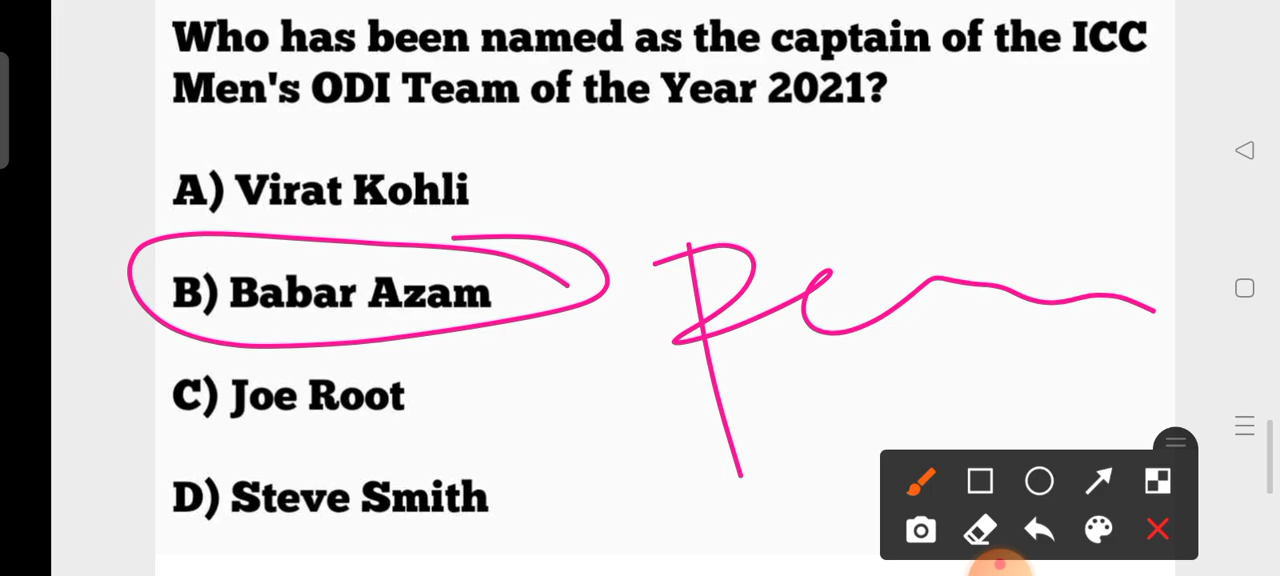 Who has been named as the captain of the ICC
Men's ODI Team of the Year 2021?
A) Virat Kohli
B) Babar Azam
C) Joe Root
D) Steve Smith